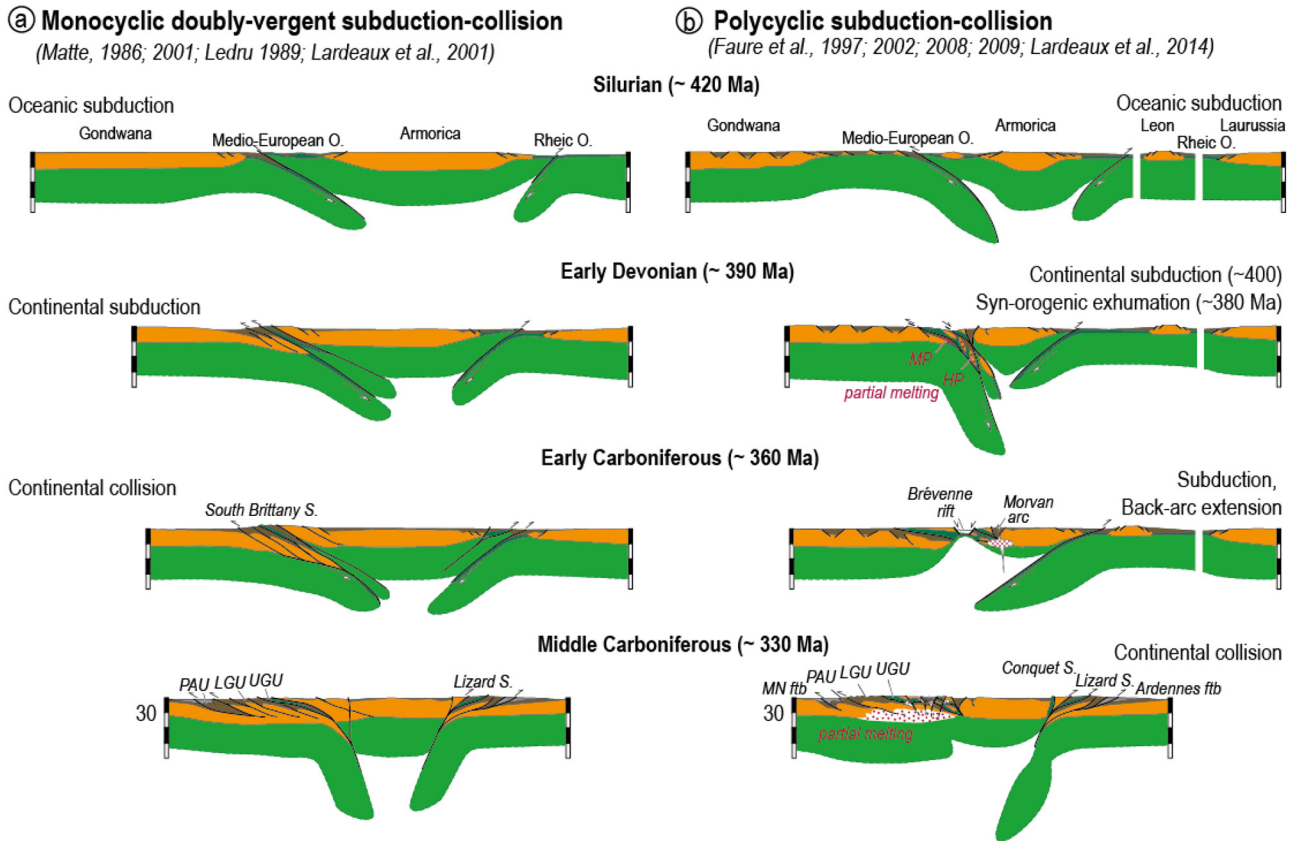 a Monocyclic doubly-vergent subduction-collision
(Matte, 1986; 2001; Ledru 1989; Lardeaux et al., 2001)
b Polycyclic subduction-collision
(Faure et al., 1997; 2002; 2008; 2009; Lardeaux et al., 2014)
Silurian (~ 420 Ma)
Oceanic subduction
Gondwana
Medio-European O.
Armorica
Rheic O.
Oceanic subduction
Gondwana
Medio-European O.
Armorica
Leon
Rheic O.
Laurussia
Early Devonian (~ 390 Ma)
Continental subduction
Continental subduction (~400)
Syn-orogenic exhumation (~380 Ma)
MP
HP
partial melting
Early Carboniferous (~ 360 Ma)
Continental collision
South Brittany S.
Subduction,
Back-arc extension
Brévenne
rift
Morvan
arc
Middle Carboniferous (~ 330 Ma)
PAU
LGU
UGU
Lizard S.
30
Continental collision
MN ftb
PAU
LGU
UGU
Conquet S.
Lizard S.
Ardennes ftb
30
partial melting